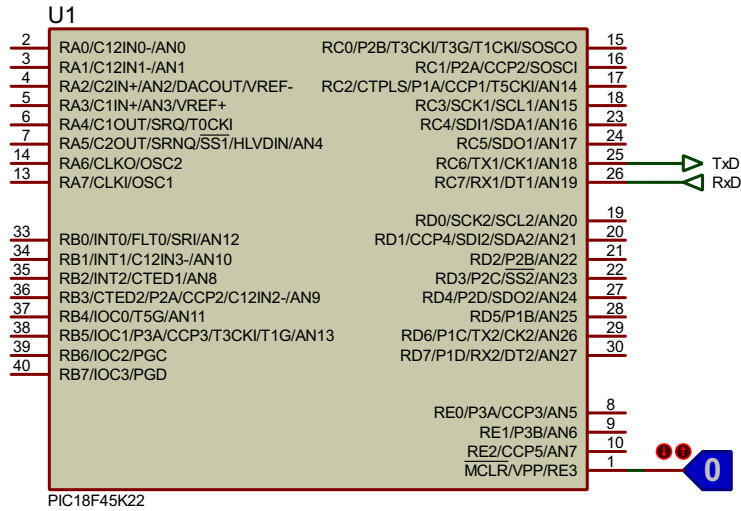 U1
2 RA0/C12IN0-/AN0
3 RA1/C12IN1-/AN1
4 RA2/C2IN+/AN2/DACOUT/VREF-
5 RA3/C1IN+/AN3/VREF+
6 RA4/C1OUT/SRQ/T0CKI
7 RA5/C2OUT/SRNQ/SS1/HLVDIN/AN4
14 RA6/CLKO/OSC2
13 RA7/CLKI/OSC1
33 RB0/INT0/FLT0/SRI/AN12
34 RB1/INT1/C12IN3-/AN10
35 RB2/INT2/CTED1/AN8
36 RB3/CTED2/P2A/CCP2/C12IN2-/AN9
37 RB4/IOC0/T5G/AN11
38 RB5/IOC1/P3A/CCP3/T3CKI/T1G/AN13
39 RB6/IOC2/PGC
40 RB7/IOC3/PGD
RC0/P2B/T3CKI/T3G/T1CKI/SOSCO 15
RC1/P2A/CCP2/SOSCI 16
RC2/CTPLS/P1A/CCP1/T5CKI/AN14 17
RC3/SCK1/SCL1/AN15 18
RC4/SDI1/SDA1/AN16 23
RC5/SDO1/AN17 24
RC6/TX1/CK1/AN18 25 TxD
RC7/RX1/DT1/AN19 26 RxD
RD0/SCK2/SCL2/AN20 19
RD1/CCP4/SDI2/SDA2/AN21 20
RD2/P2B/AN22 21
RD3/P2C/SS2/AN23 22
RD4/P2D/SDO2/AN24 27
RD5/P1B/AN25 28
RD6/P1C/TX2/CK2/AN26 29
RD7/P1D/RX2/DT2/AN27 30
RE0/P3A/CCP3/AN5 8
RE1/P3B/AN6 9
RE2/CCP5/AN7 10
MCLR/VPP/RE3 1 0
PIC18F45K22